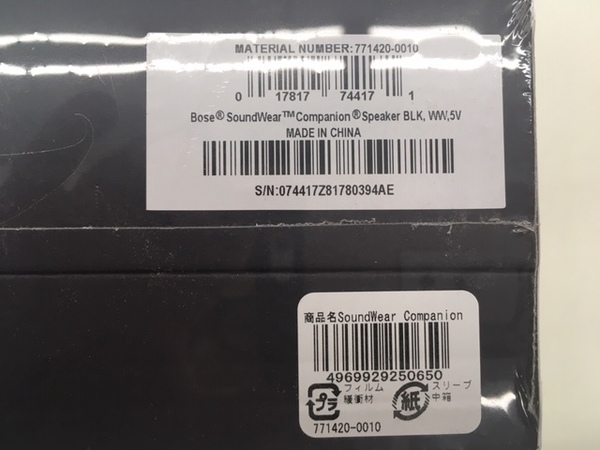 MATERIAL NUMBER:771420-0010
0 17817 74417 1
Bose® SoundWear™Companion®Speaker BLK, WW,5V
MADE IN CHINA
S/N:074417Z81780394AE
商品名SoundWear Companion
4969929250650
プラ フィルム 緩衝材
紙 スリーブ 中箱
771420-0010